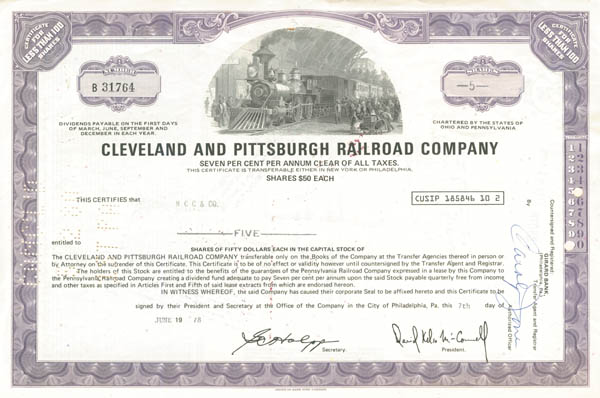 CERTIFICATE
FOR
LESS THAN 100
SHARES
CERTIFICATE
FOR
LESS THAN 100
SHARES
NUMBER
B 31764
SHARES
—5—
DIVIDENDS PAYABLE ON THE FIRST DAYS
OF MARCH, JUNE, SEPTEMBER AND
DECEMBER IN EACH YEAR.
CHARTERED BY THE STATES OF
OHIO AND PENNSYLVANIA
CLEVELAND AND PITTSBURGH RAILROAD COMPANY
SEVEN PER CENT PER ANNUM CLEAR OF ALL TAXES.
THIS CERTIFICATE IS TRANSFERABLE EITHER IN NEW YORK OR PHILADELPHIA.
SHARES $50 EACH
CUSIP 185846 10 2
THIS CERTIFIES that
& CO.
FIVE
entitled to
SHARES OF FIFTY DOLLARS EACH IN THE CAPITAL STOCK OF
The CLEVELAND AND PITTSBURGH RAILROAD COMPANY transferable only on the Books of the Company at the Transfer Agencies thereof in person or
by Attorney on the surrender of this Certificate. This Certificate is to be of no effect or validity however until countersigned by the Transfer Agent and Registrar.
The holders of this Stock are entitled to the benefits of the guarantees of the Pennsylvania Railroad Company expressed in a lease by this Company to
the Pennsylvania Railroad Company creating a dividend fund adequate to pay Seven per cent per annum upon the said Stock payable quarterly free from income
and other taxes as specified in Articles First and Fifth of said lease extracts from which are endorsed hereon.
IN WITNESS WHEREOF, the said Company has caused their corporate Seal to be affixed hereto and this Certificate to be
signed by their President and Secretary at the Office of the Company in the City of Philadelphia, Pa. this 7th day of
JUNE 19 78
Secretary.
President.
Countersigned and Registered
GIRARD BANK
(Philadelphia, Pa.)
Transfer Agent and Registrar
By
Authorized Officer